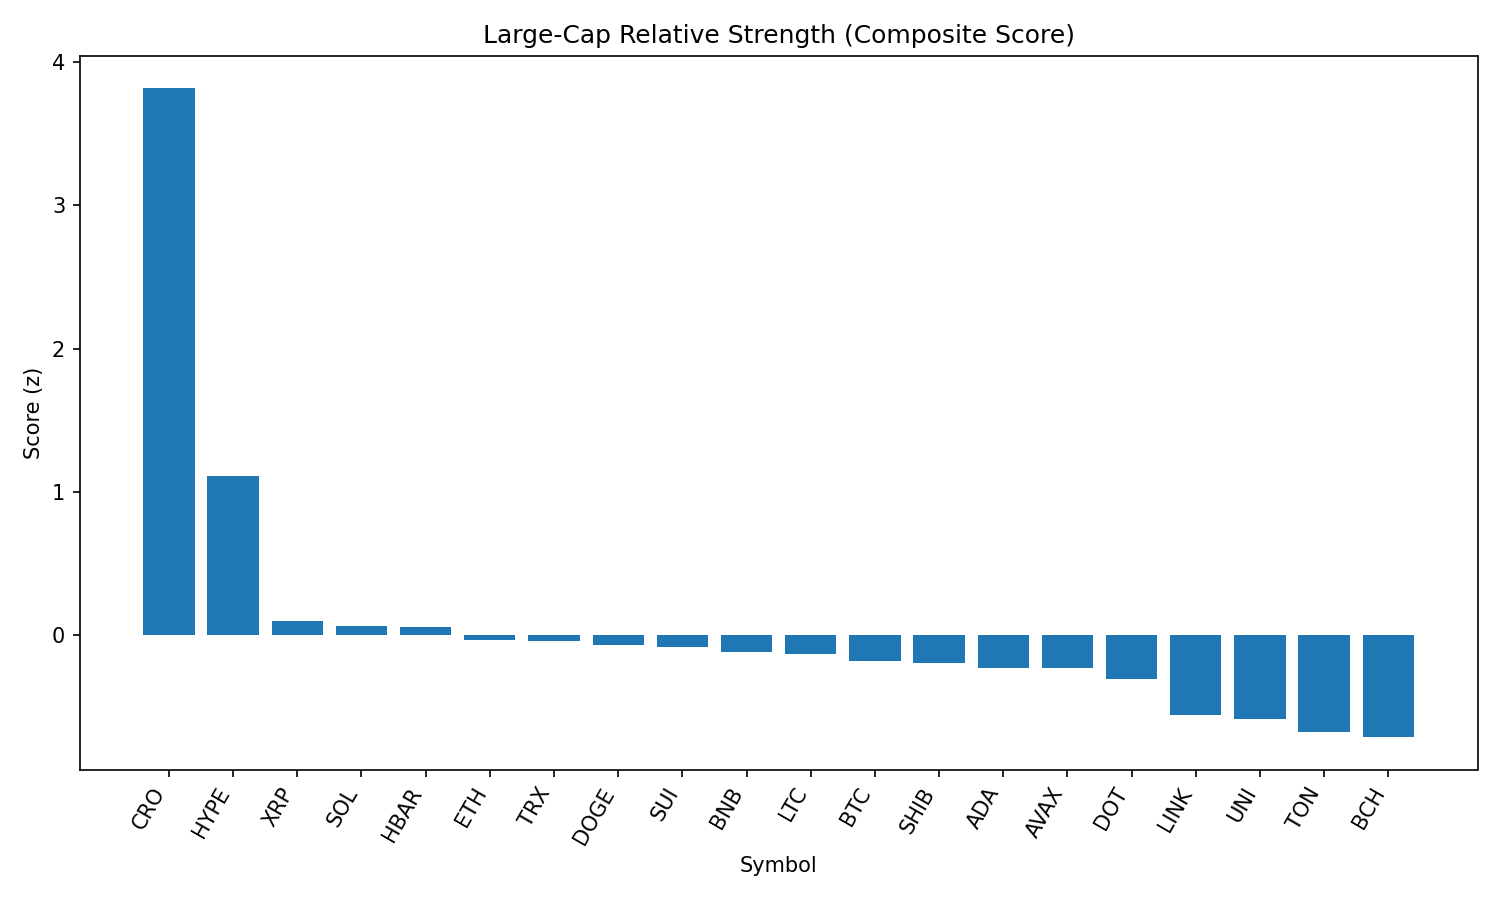 Large-Cap Relative Strength (Composite Score)
4
3
2
1
0
Score (z)
CRO
HYPE
XRP
SOL
HBAR
ETH
TRX
DOGE
SUI
BNB
LTC
BTC
SHIB
ADA
AVAX
DOT
LINK
UNI
TON
BCH
Symbol